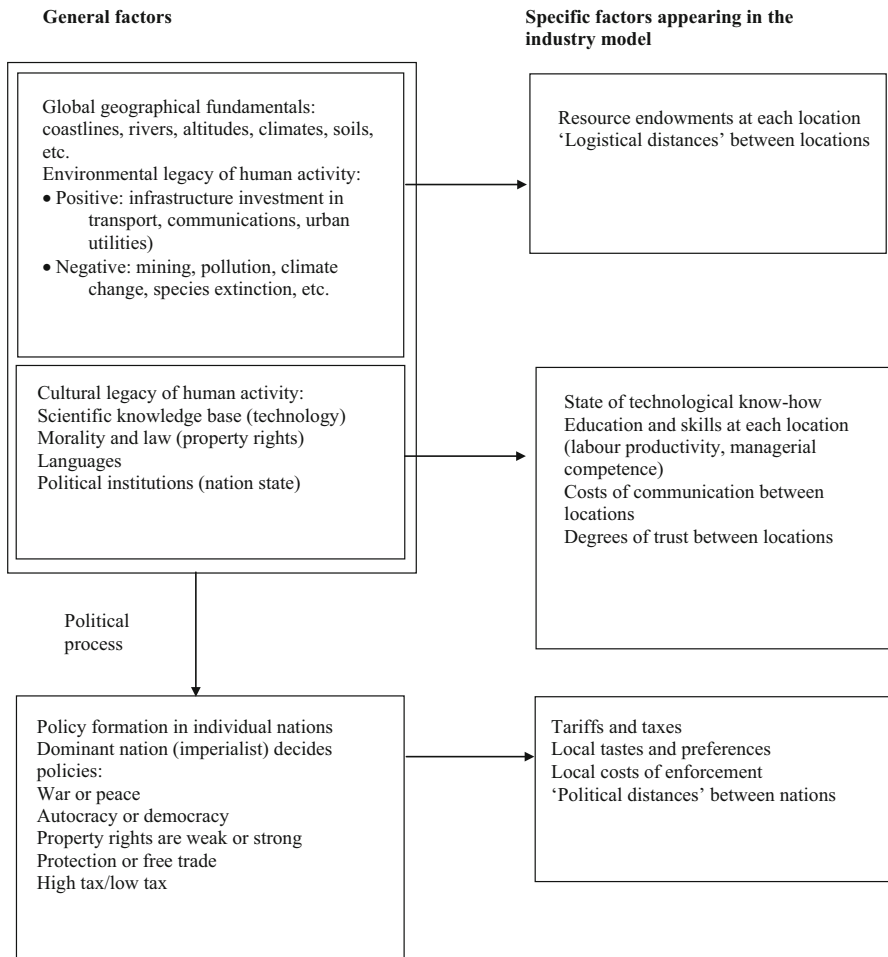 General factors
Specific factors appearing in the
industry model
Global geographical fundamentals:
coastlines, rivers, altitudes, climates, soils,
etc.
Environmental legacy of human activity:
• Positive: infrastructure investment in
transport, communications, urban
utilities)
• Negative: mining, pollution, climate
change, species extinction, etc.
Resource endowments at each location
‘Logistical distances’ between locations
Cultural legacy of human activity:
Scientific knowledge base (technology)
Morality and law (property rights)
Languages
Political institutions (nation state)
State of technological know-how
Education and skills at each location
(labour productivity, managerial
competence)
Costs of communication between
locations
Degrees of trust between locations
Political
process
Policy formation in individual nations
Dominant nation (imperialist) decides
policies:
War or peace
Autocracy or democracy
Property rights are weak or strong
Protection or free trade
High tax/low tax
Tariffs and taxes
Local tastes and preferences
Local costs of enforcement
‘Political distances’ between nations